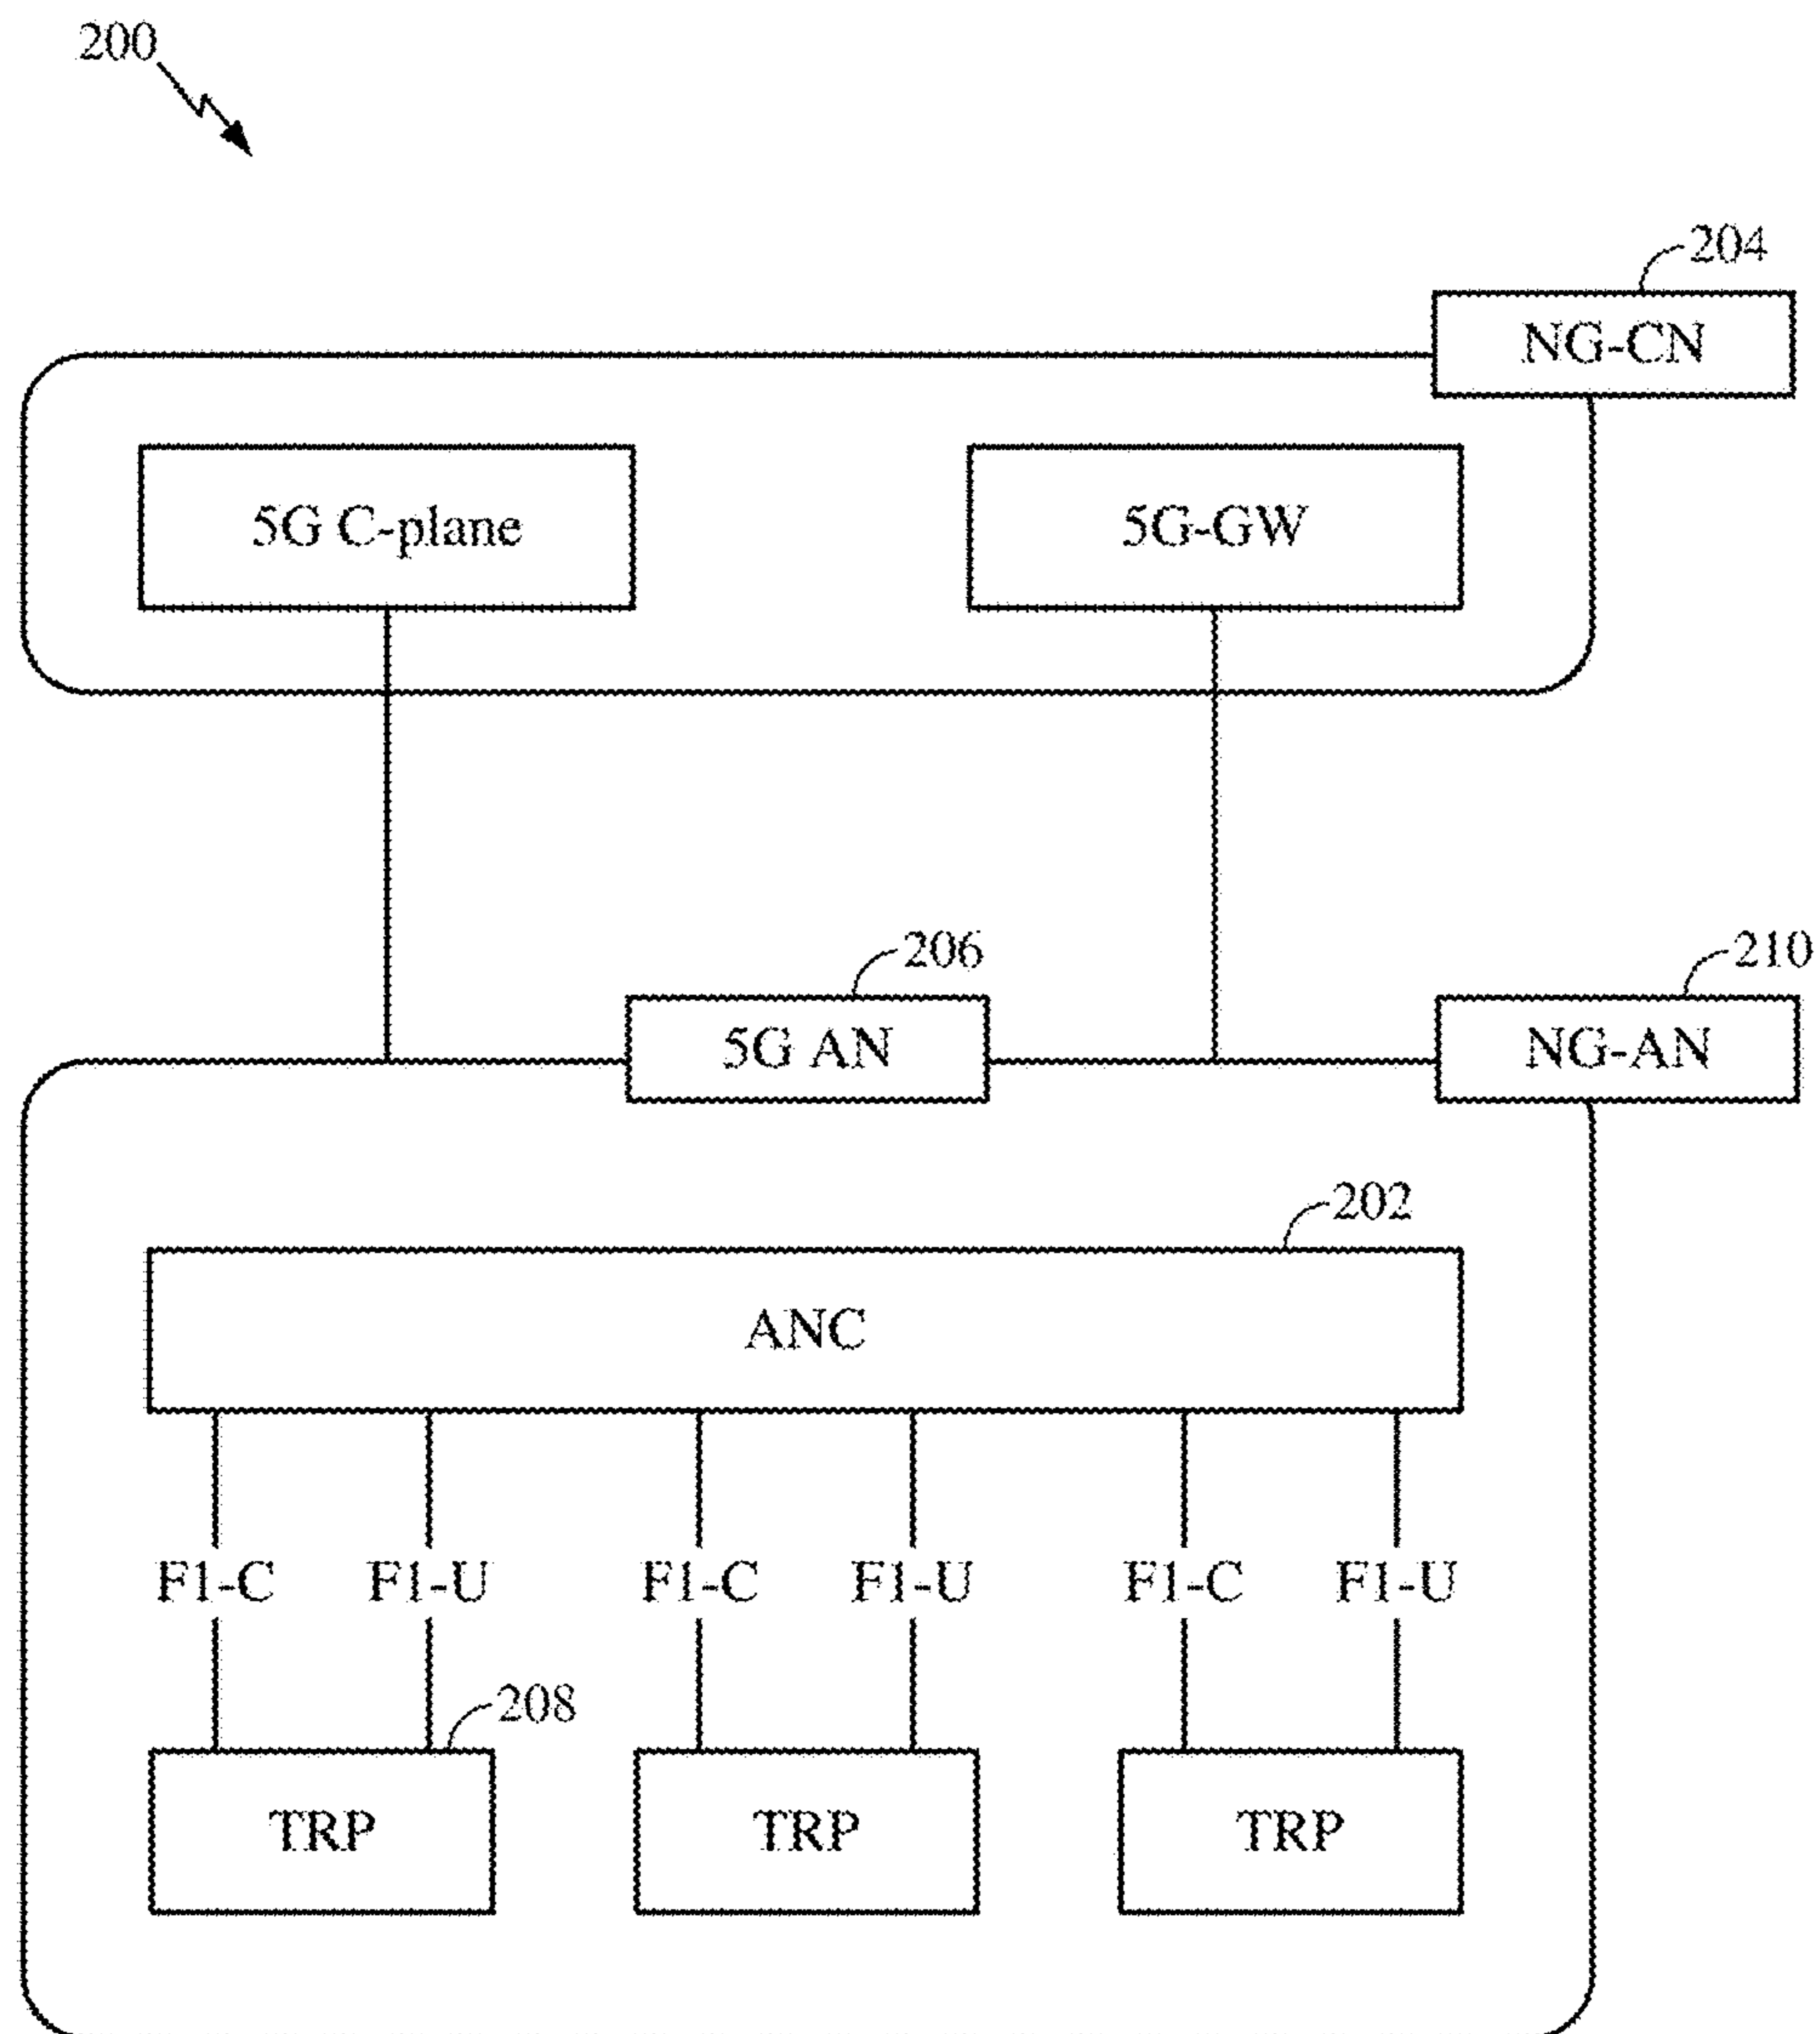 200
204
NG-CN
5G C-plane
5G-GW
206
210
5G AN
NG-AN
202
ANC
F1-C
F1-U
F1-C
F1-U
F1-C
F1-U
208
TRP
TRP
TRP